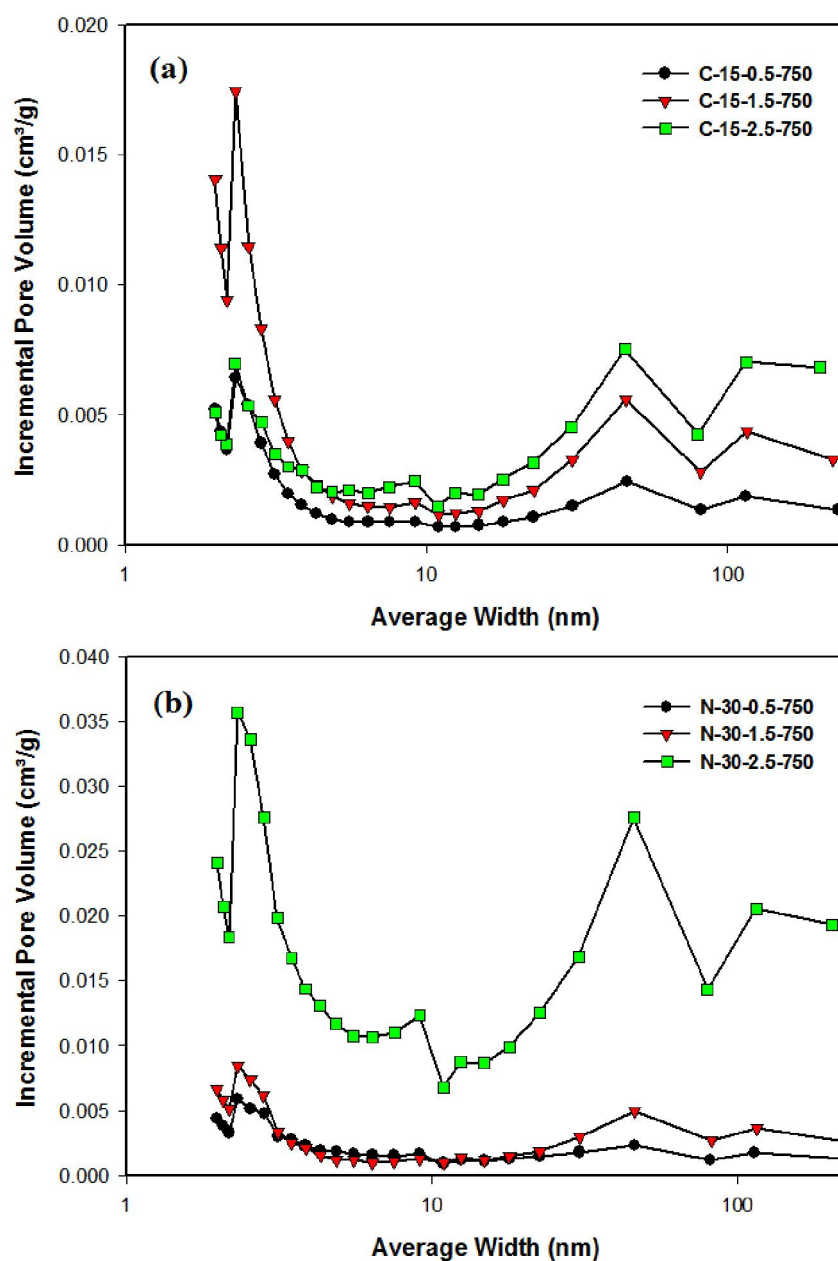 0.020
(a)
C-15-0.5-750
C-15-1.5-750
C-15-2.5-750
0.015
0.010
0.005
0.000
Incremental Pore Volume (cm³/g)
1
10
100
Average Width (nm)
0.040
(b)
N-30-0.5-750
N-30-1.5-750
N-30-2.5-750
0.035
0.030
0.025
0.020
0.015
0.010
0.005
0.000
Incremental Pore Volume (cm³/g)
1
10
100
Average Width (nm)